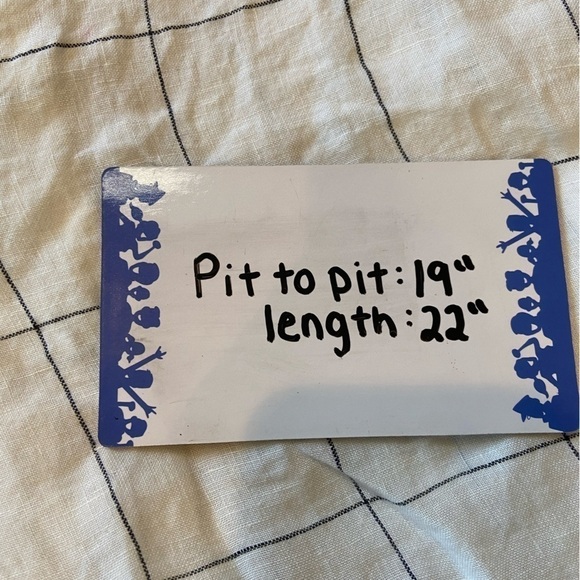 Pit to pit: 19"
length: 22"